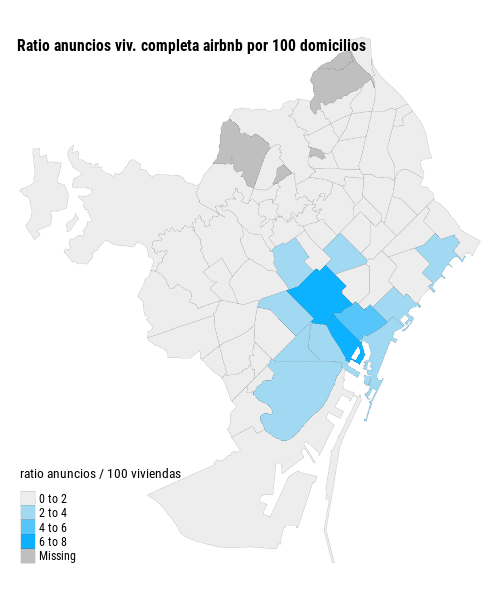 Ratio anuncios viv. completa airbnb por 100 domicilios
ratio anuncios / 100 viviendas
0 to 2
2 to 4
4 to 6
6 to 8
Missing